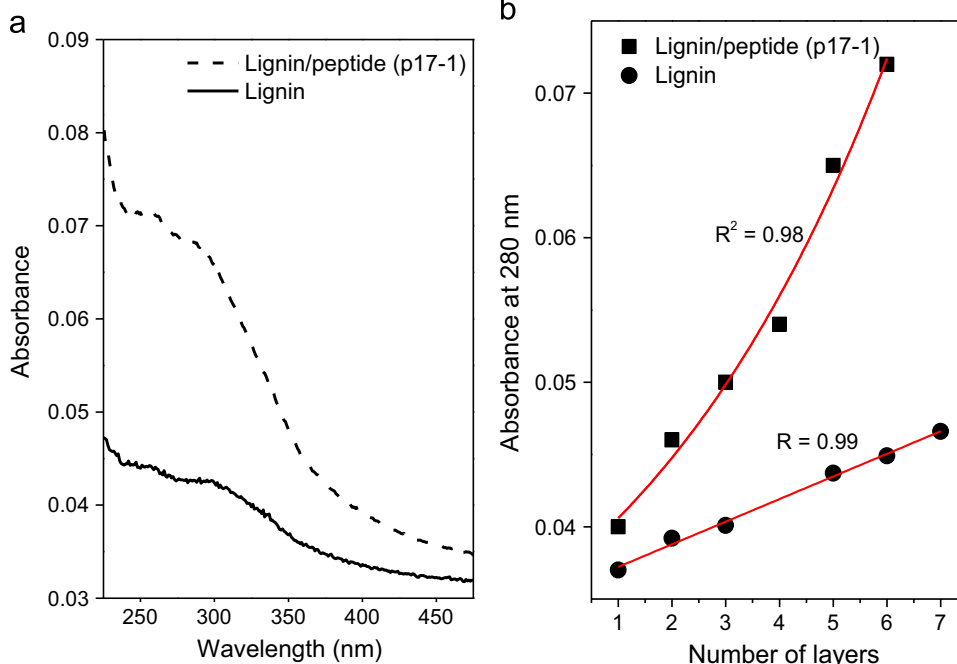 a
0.09
0.08
0.07
0.06
0.05
0.04
0.03
Absorbance
Lignin/peptide (p17-1)
Lignin
250 300 350 400 450
Wavelength (nm)
b
0.07
0.06
0.05
0.04
Absorbance at 280 nm
Lignin/peptide (p17-1)
Lignin
R² = 0.98
R = 0.99
1 2 3 4 5 6 7
Number of layers